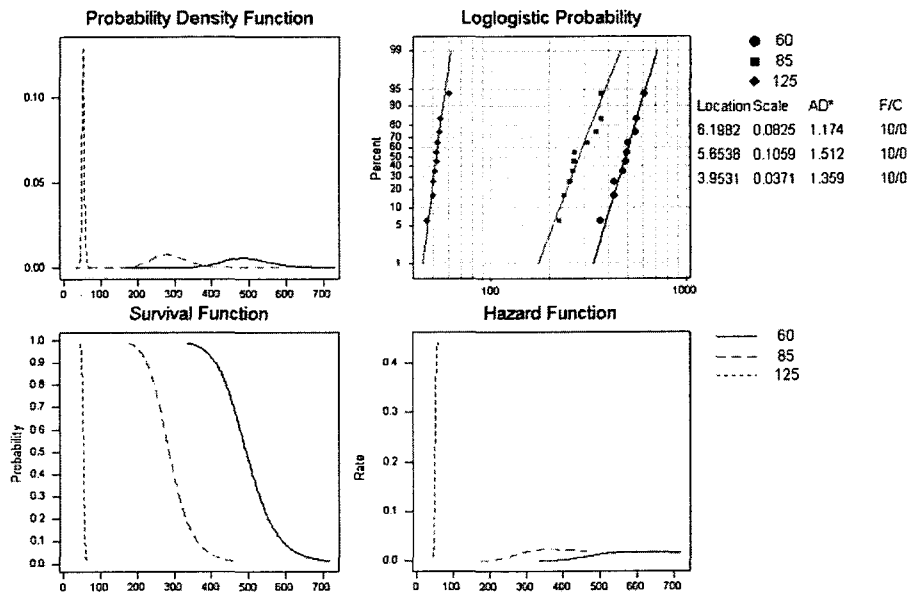 Probability Density Function
0.10
0.05
0.00
0 100 200 300 400 500 600 700
Loglogistic Probability
Percent
99
95
90
80
70
60
50
40
30
20
10
5
1
100 1000
60
85
125
Location Scale AD* F/C
6.1982 0.0825 1.174 10/0
5.6538 0.1059 1.512 10/0
3.9531 0.0371 1.359 10/0
Survival Function
Probability
1.0
0.9
0.8
0.7
0.6
0.5
0.4
0.3
0.2
0.1
0.0
0 100 200 300 400 500 600 700
Hazard Function
Rate
0.4
0.3
0.2
0.1
0.0
0 100 200 300 400 500 600 700
60
85
125